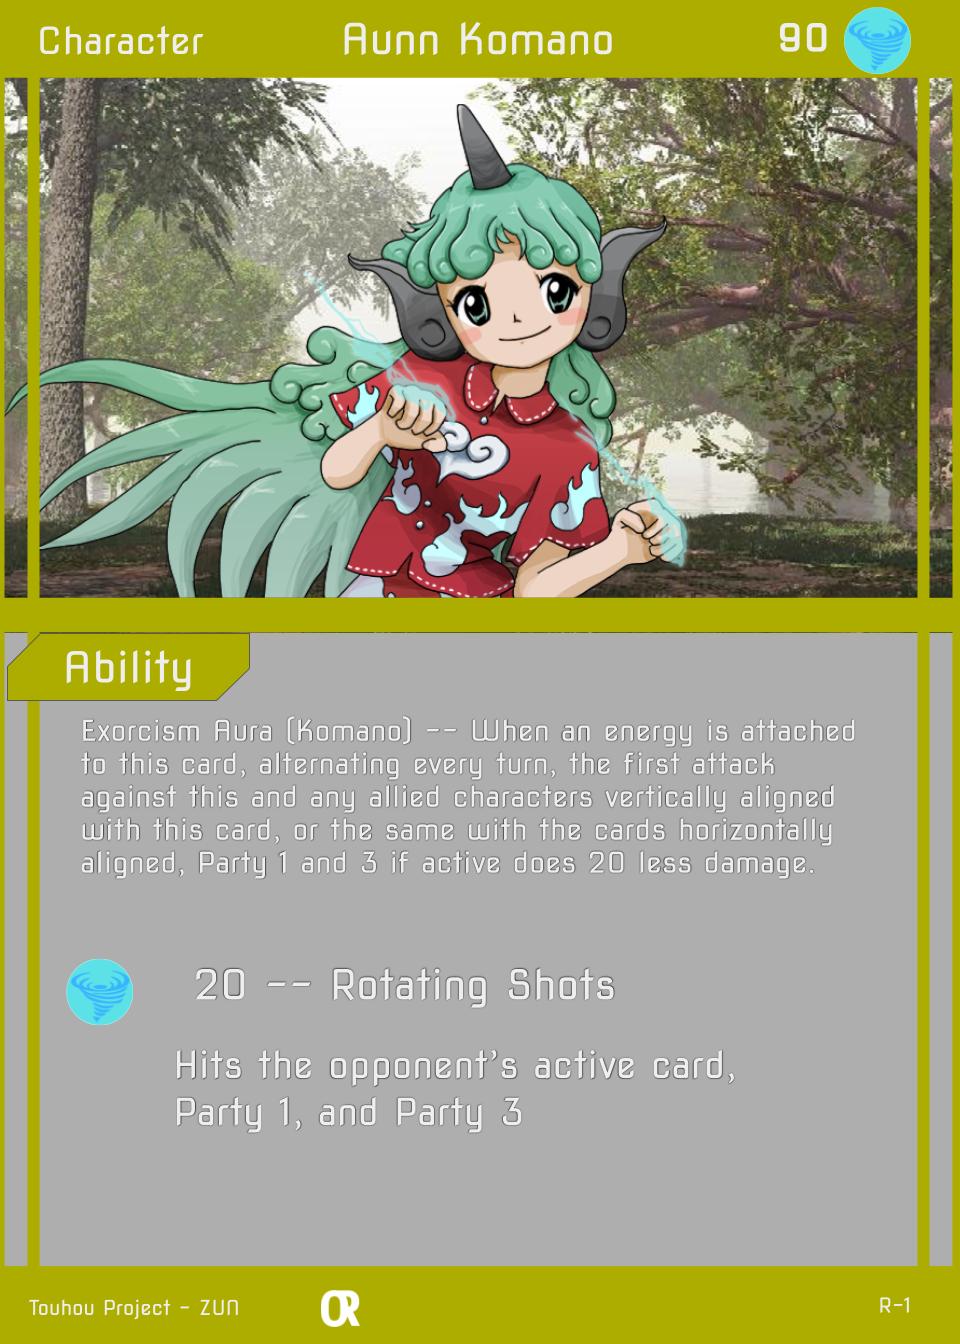 Character
Aunn Komano
90
Ability
Exorcism Aura (Komano) -- When an energy is attached
to this card, alternating every turn, the first attack
against this and any allied characters vertically aligned
with this card, or the same with the cards horizontally
aligned, Party 1 and 3 if active does 20 less damage.
20 -- Rotating Shots
Hits the opponent's active card,
Party 1, and Party 3
Touhou Project - ZUN
OR
R-1